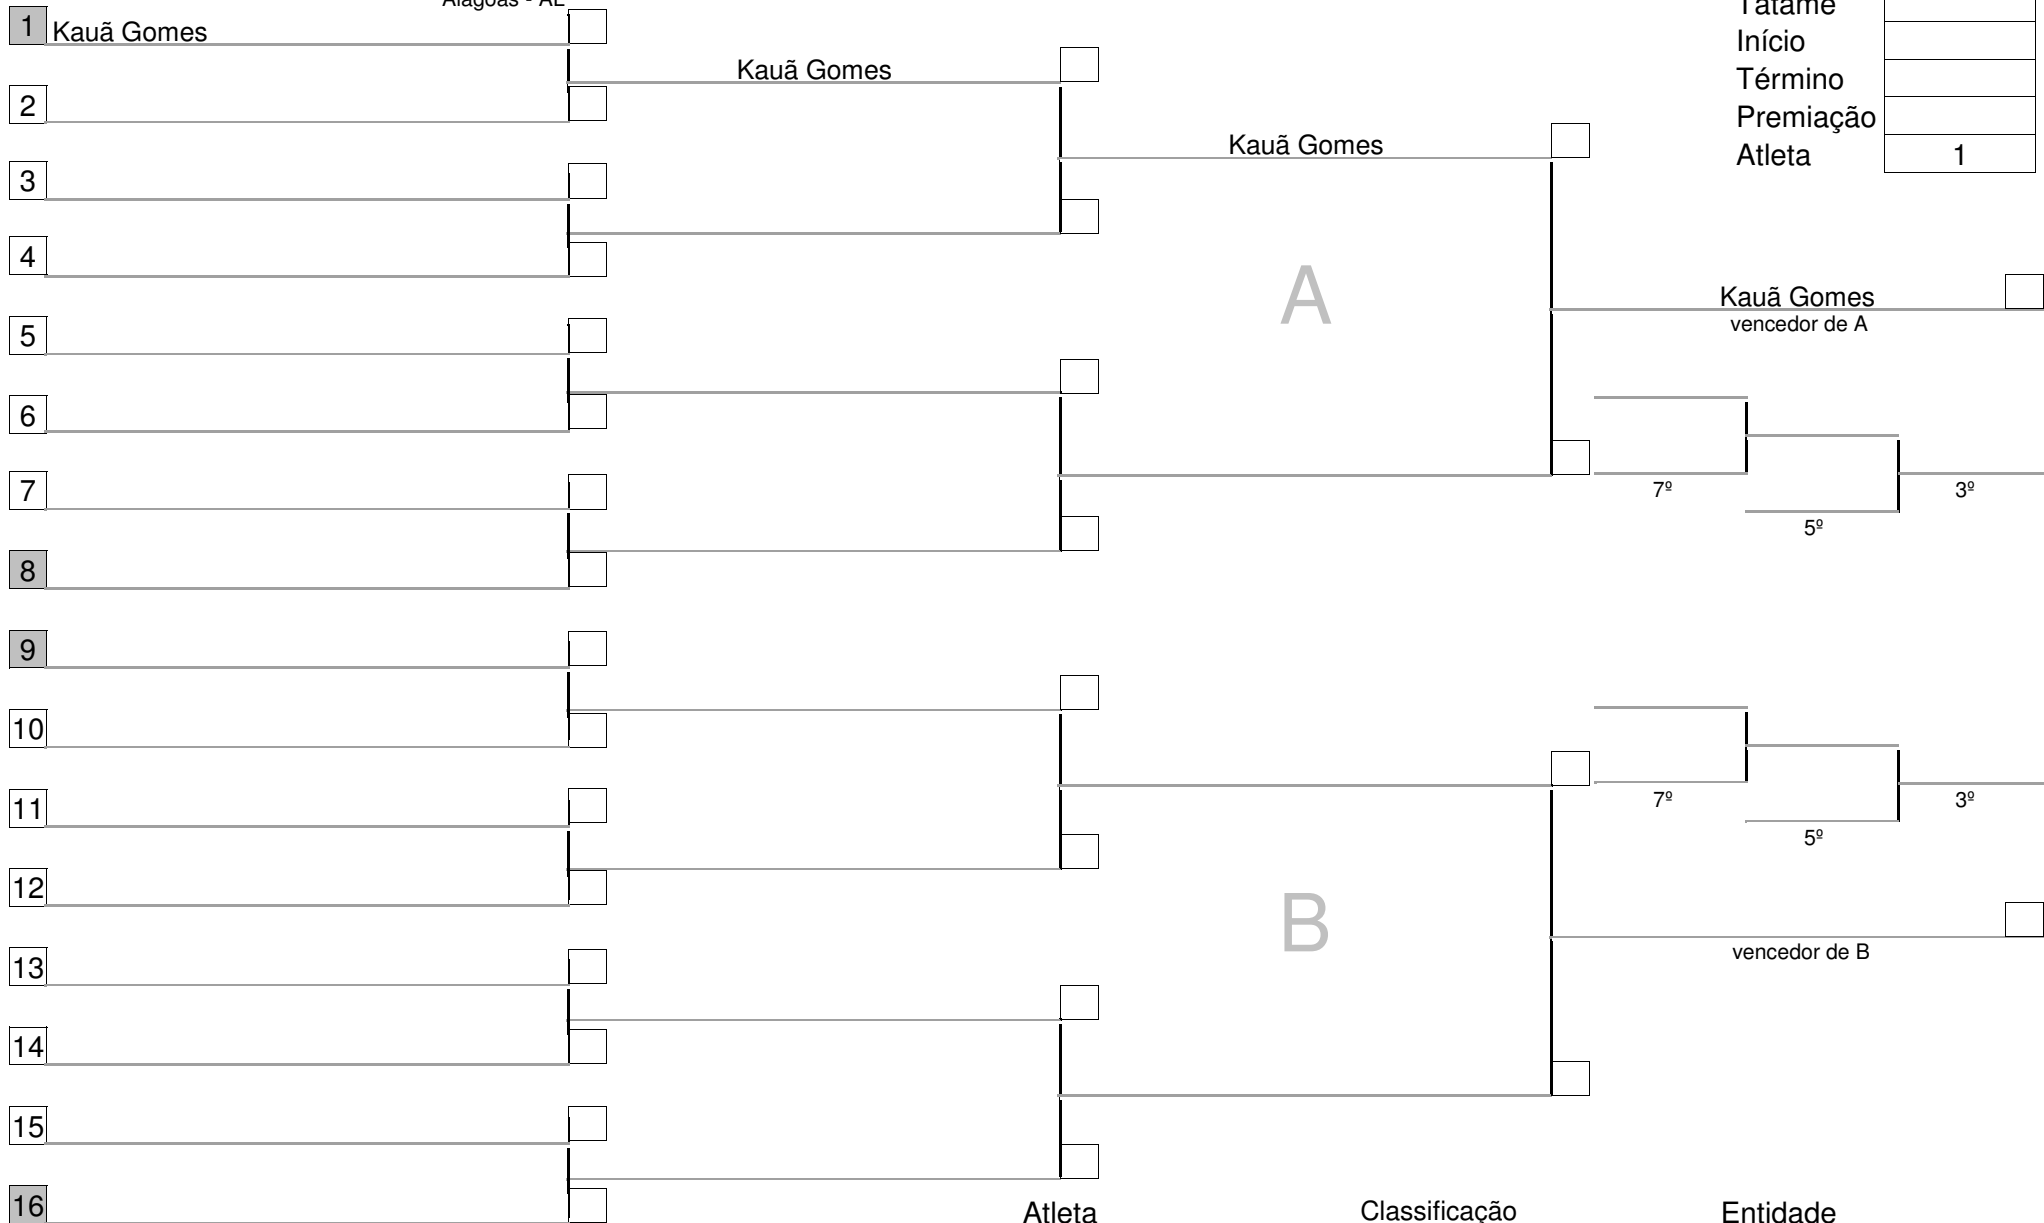 Alagoas - AL
1 Kauã Gomes
2
3
4
5
6
7
8
9
10
11
12
13
14
15
16
Kauã Gomes
Kauã Gomes
A
B
Tatame
Início
Término
Premiação
Atleta 1
Kauã Gomes
vencedor de A
7º
3º
5º
7º
3º
5º
vencedor de B
Atleta Classificação Entidade